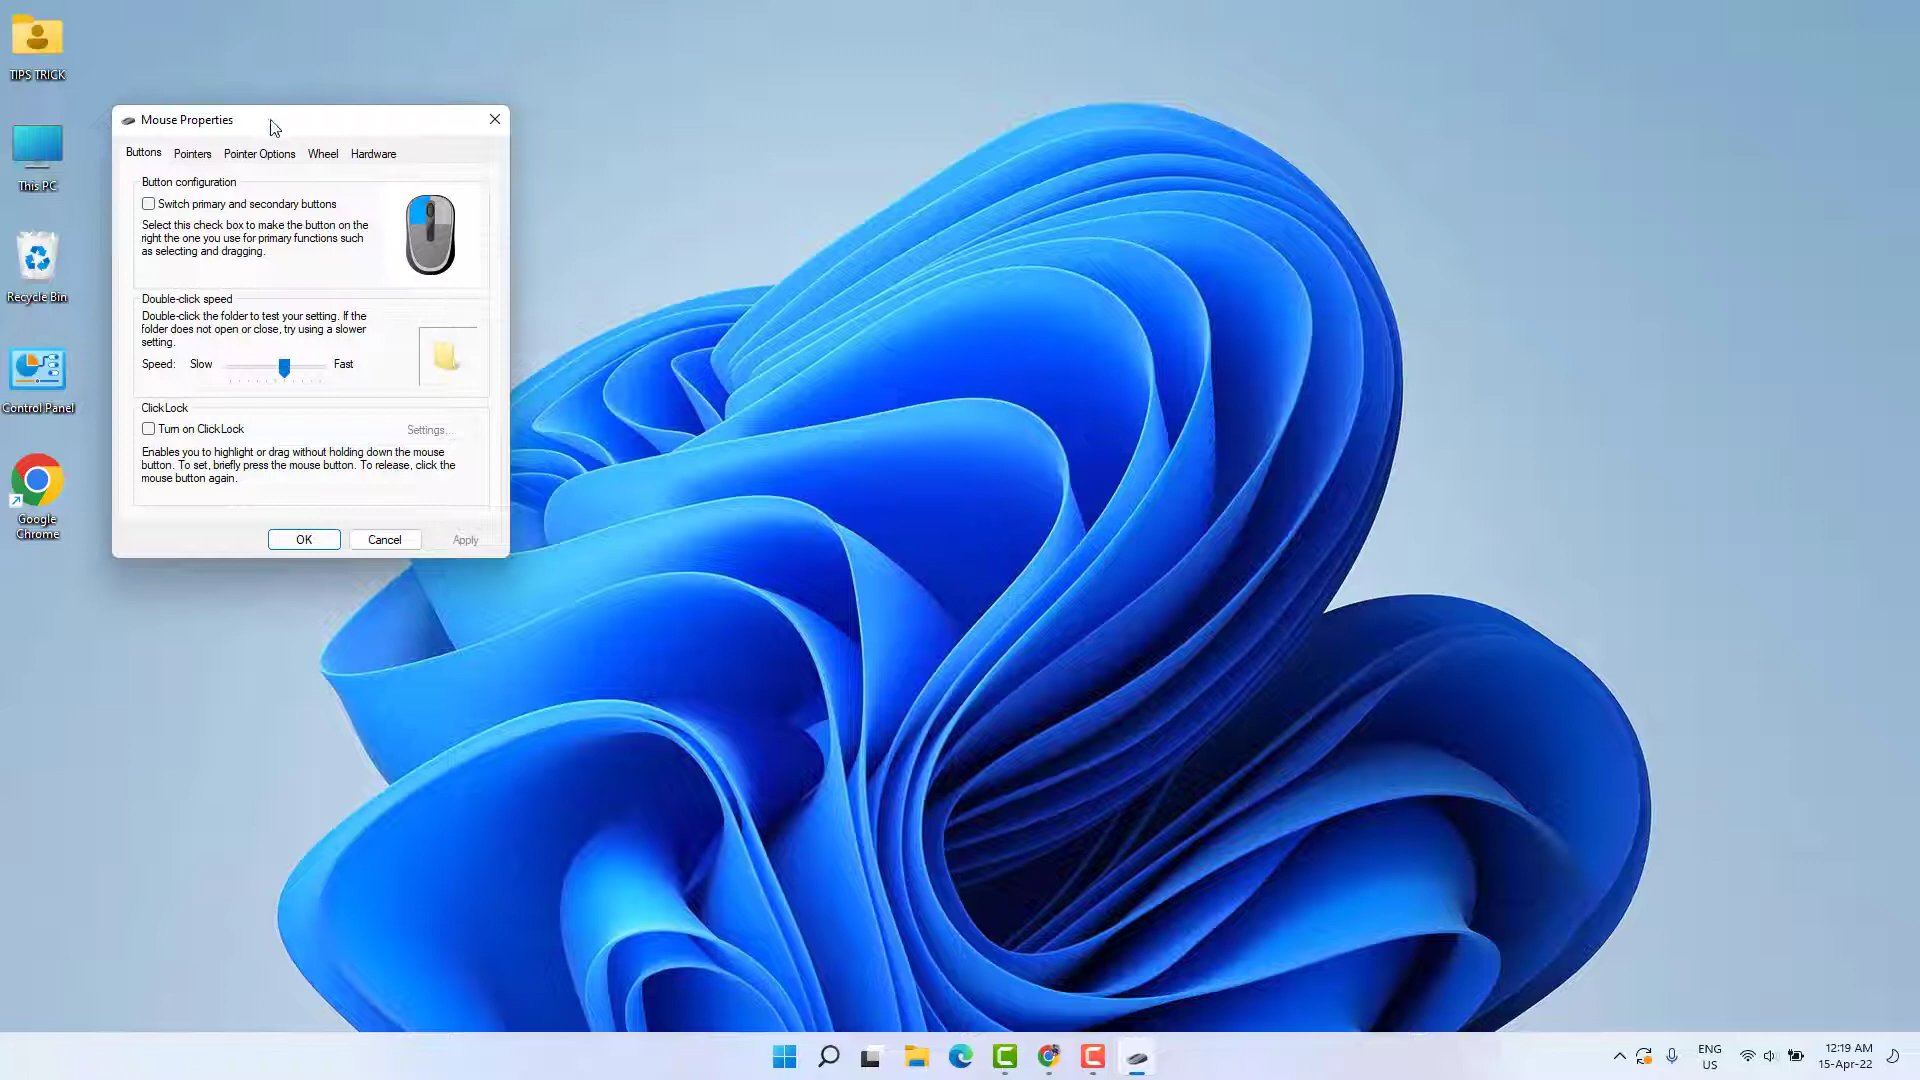 TIPS TRICK
This PC
Recycle Bin
Control Panel
Google
Chrome
Mouse Properties
Buttons
Pointers
Pointer Options
Wheel
Hardware
Button configuration
Switch primary and secondary buttons
Select this check box to make the button on the
right the one you use for primary functions such
as selecting and dragging.
Double-click speed
Double-click the folder to test your setting. If the
folder does not open or close, try using a slower
setting.
Speed:
Slow
Fast
ClickLock
Turn on ClickLock
Settings...
Enables you to highlight or drag without holding down the mouse
button. To set, briefly press the mouse button. To release, click the
mouse button again.
OK
Cancel
Apply
ENG
US
12:19 AM
15-Apr-22